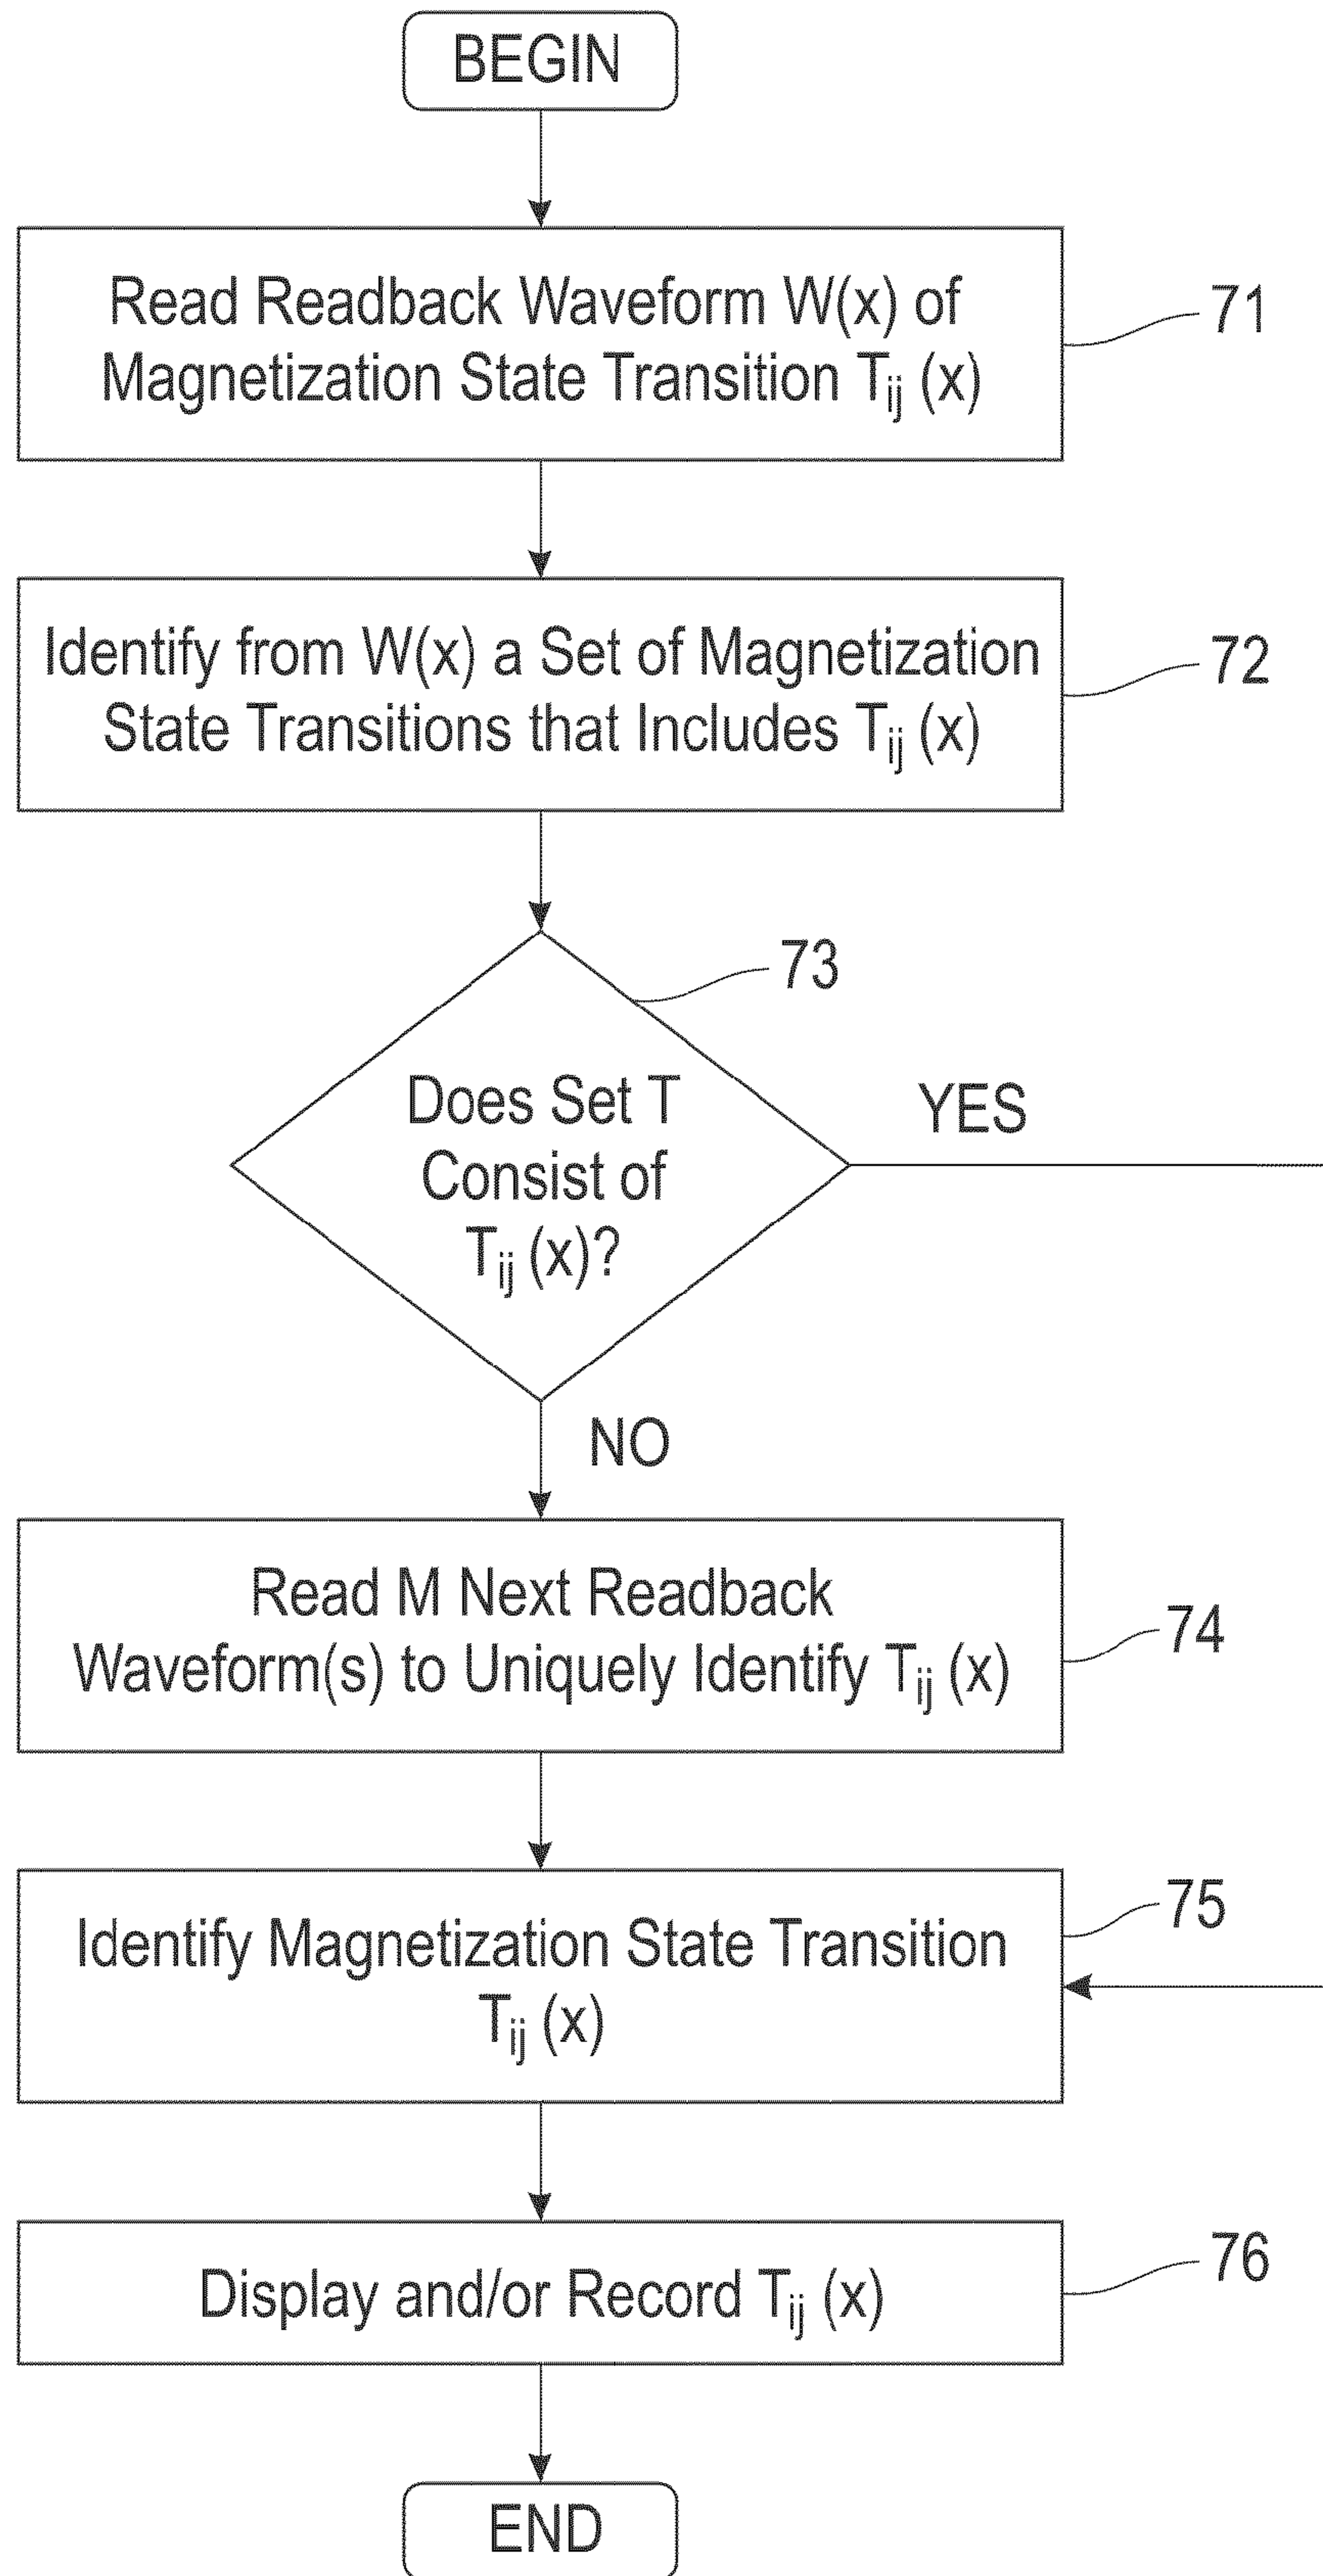 BEGIN
Read Readback Waveform W(x) of
Magnetization State Transition Tij (x)
71
Identify from W(x) a Set of Magnetization
State Transitions that Includes Tij (x)
72
73
Does Set T
Consist of
Tij (x)?
YES
NO
Read M Next Readback
Waveform(s) to Uniquely Identify Tij (x)
74
Identify Magnetization State Transition
Tij (x)
75
Display and/or Record Tij (x)
76
END